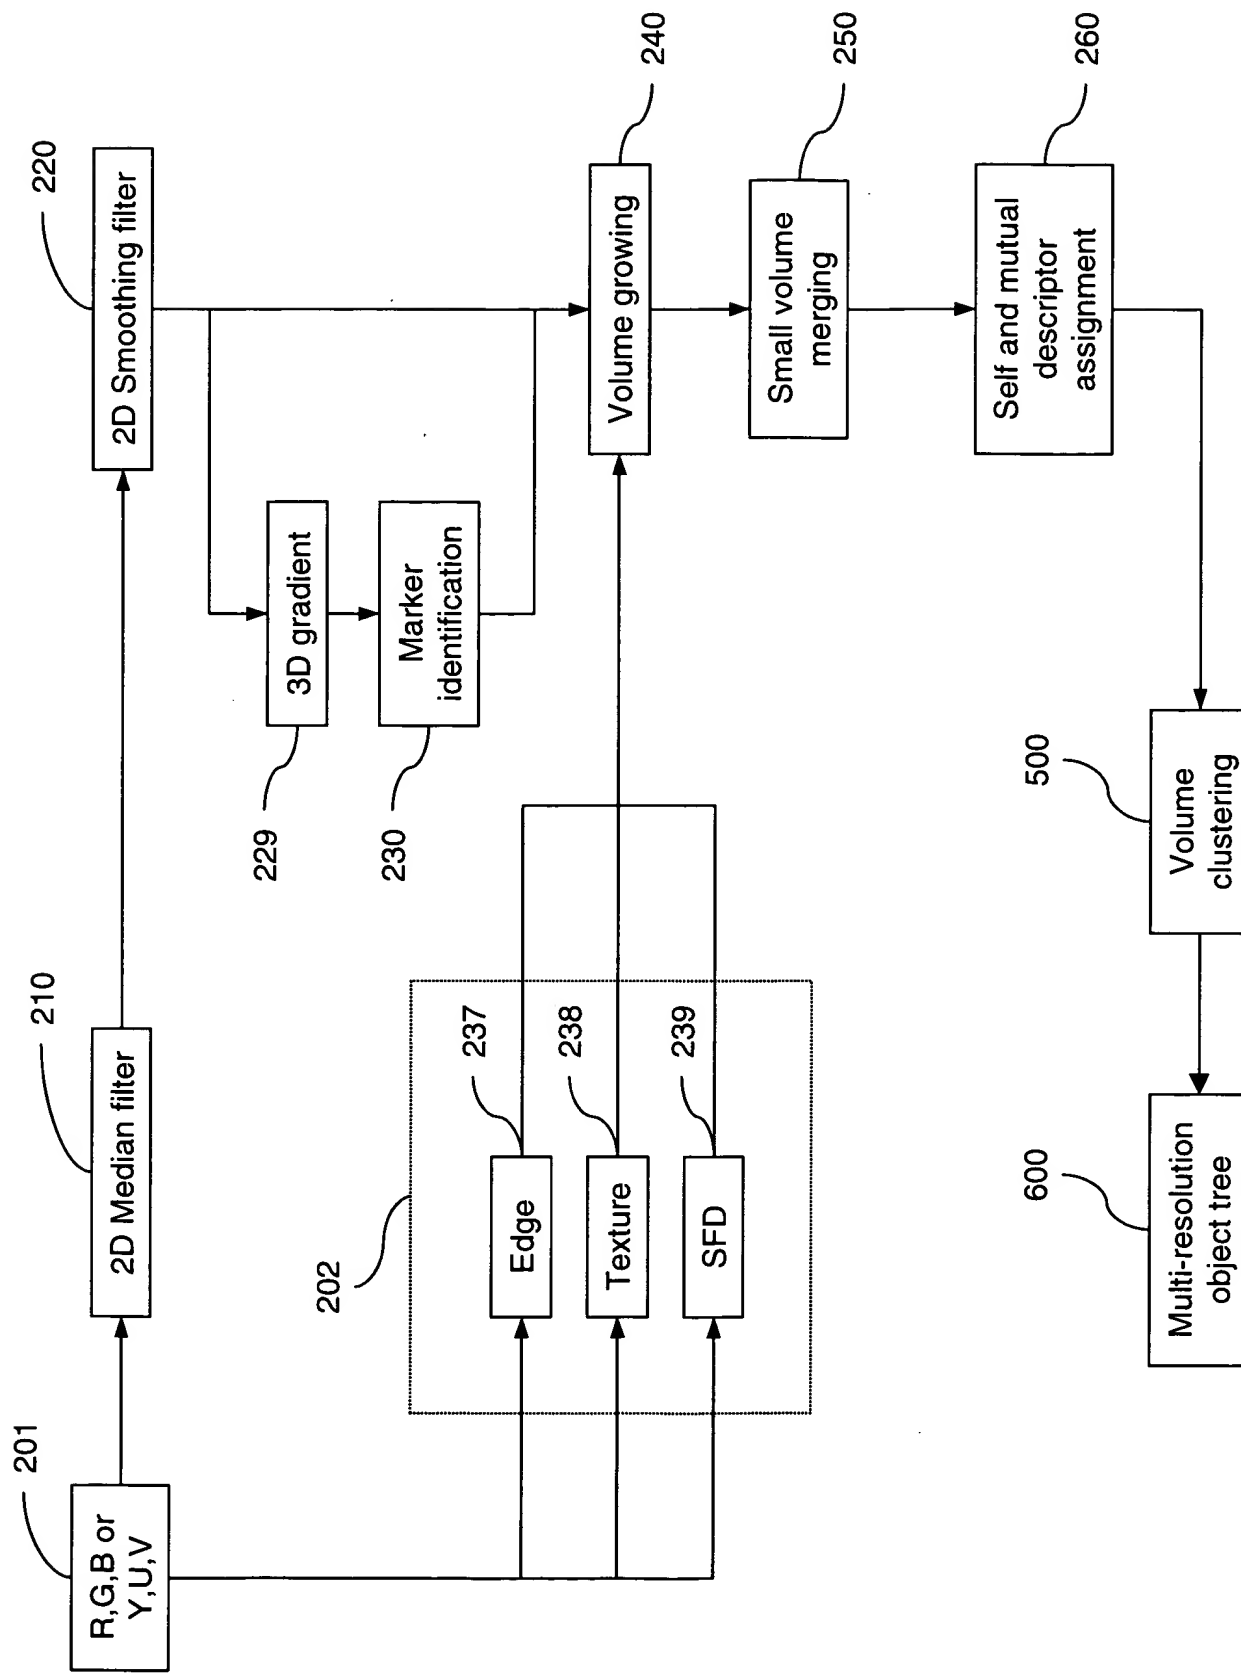 201
R,G,B or
Y,U,V
210
2D Median filter
220
2D Smoothing filter
229
3D gradient
230
Marker
identification
202
237
Edge
238
Texture
239
SFD
240
Volume growing
250
Small volume
merging
260
Self and mutual
descriptor
assignment
500
Volume
clustering
600
Multi-resolution
object tree